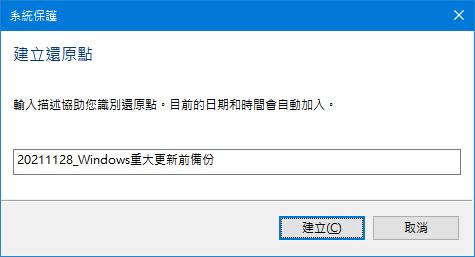 系統保護
建立還原點
輸入描述協助您識別還原點。目前的日期和時間會自動加入。
20211128_Windows重大更新前備份
建立(C)
取消